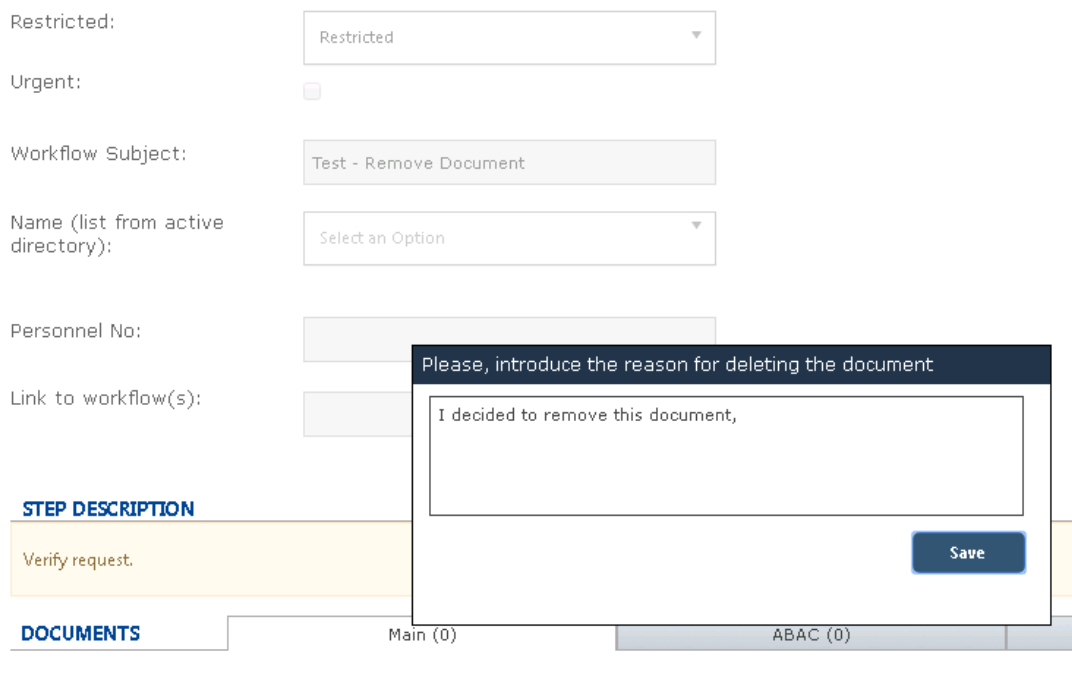 Restricted:
Restricted
Urgent:
Workflow Subject:
Test - Remove Document
Name (list from active
directory):
Select an Option
Personnel No:
Link to workflow(s):
Please, introduce the reason for deleting the document
I decided to remove this document,
Save
STEP DESCRIPTION
Verify request.
DOCUMENTS
Main (0)
ABAC (0)